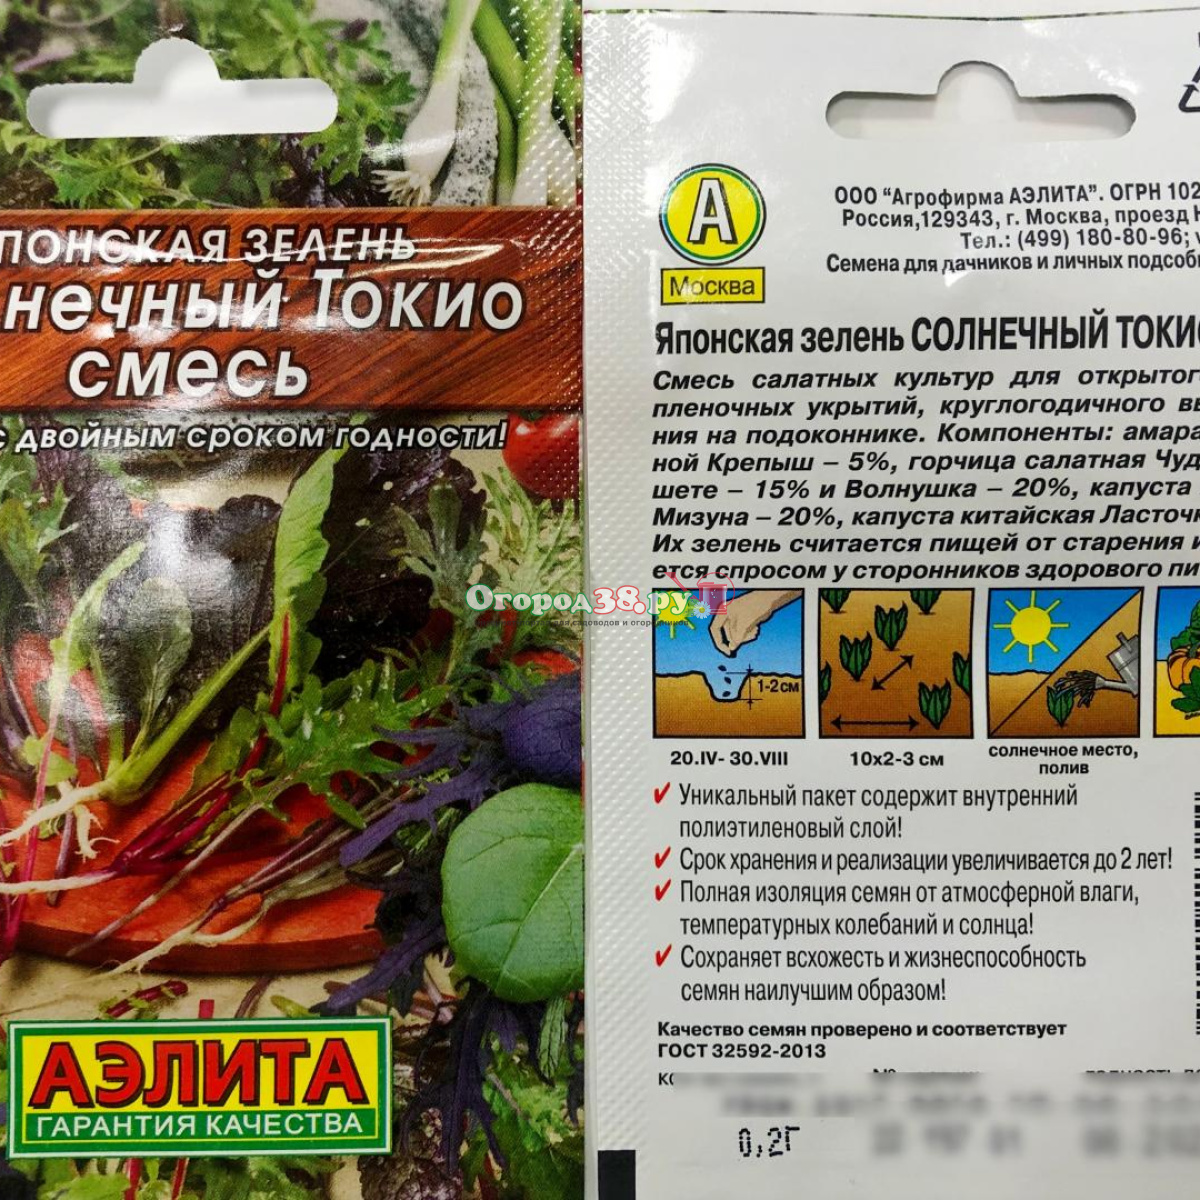 ПОНСКАЯ ЗЕЛЕНЬ
нечный Токио
смесь
с двойным сроком годности!
АЭЛИТА
ГАРАНТИЯ КАЧЕСТВА
Огород38.ру
А
Москва
ООО "Агрофирма АЭЛИТА". ОГРН 102
Россия,129343, г. Москва, проезд
Тел.: (499) 180-80-96;
Семена для дачников и личных подсоб
Японская зелень СОЛНЕЧНЫЙ ТОКИО
Смесь салатных культур для открытог
пленочных укрытий, круглогодичного вы
ния на подоконнике. Компоненты: амара
ной Крепыш – 5%, горчица салатная Чуд
шете – 15% и Волнушка – 20%, капуста
Мизуна – 20%, капуста китайская Ласточк
Их зелень считается пищей от старения и
ется спросом у сторонников здорового пи
1-2 см
20.IV- 30.VIII
10х2-3 см
солнечное место,
полив
✔ Уникальный пакет содержит внутренний
полиэтиленовый слой!
✔ Срок хранения и реализации увеличивается до 2 лет!
✔ Полная изоляция семян от атмосферной влаги,
температурных колебаний и солнца!
✔ Сохраняет всхожесть и жизнеспособность
семян наилучшим образом!
Качество семян проверено и соответствует
ГОСТ 32592-2013
0,2г